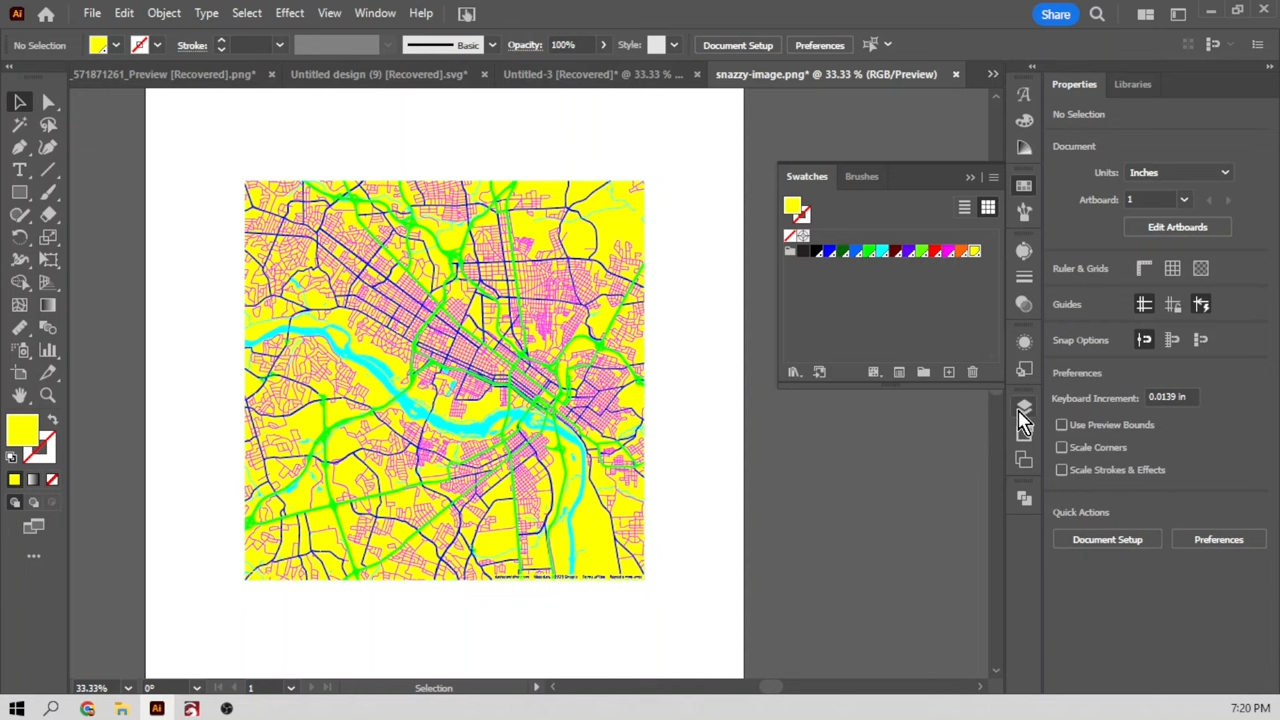 Ai File Edit Object Type Select Effect View Window Help Share
No Selection Stroke: Basic Opacity: 100% Style: Document Setup Preferences
_571871261_Preview [Recovered].png* Untitled design (9) [Recovered].svg* Untitled-3 [Recovered]* @ 33.33 % ... snazzy-image.png* @ 33.33 % (RGB/Preview)
Properties Libraries
No Selection
Document
Units: Inches
Artboard: 1
Edit Artboards
Ruler & Grids
Guides
Snap Options
Preferences
Keyboard Increment: 0.0139 in
Use Preview Bounds
Scale Corners
Scale Strokes & Effects
Quick Actions
Document Setup Preferences
Swatches Brushes
33.33% 0° 1 Selection
Ai 7:20 PM